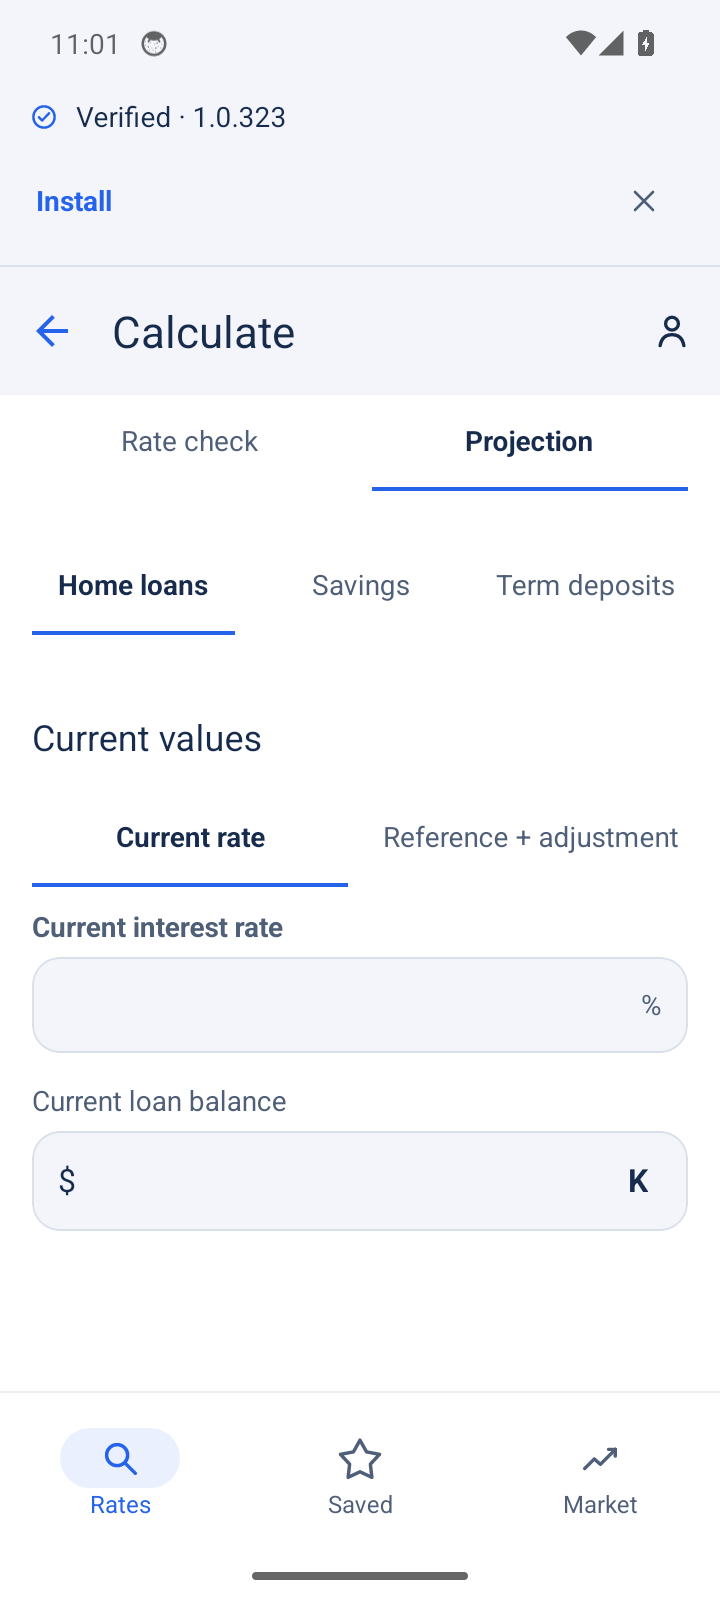 11:01
Verified · 1.0.323
Install
Calculate
Rate check
Projection
Home loans
Savings
Term deposits
Current values
Current rate
Reference + adjustment
Current interest rate
%
Current loan balance
$
K
Rates
Saved
Market